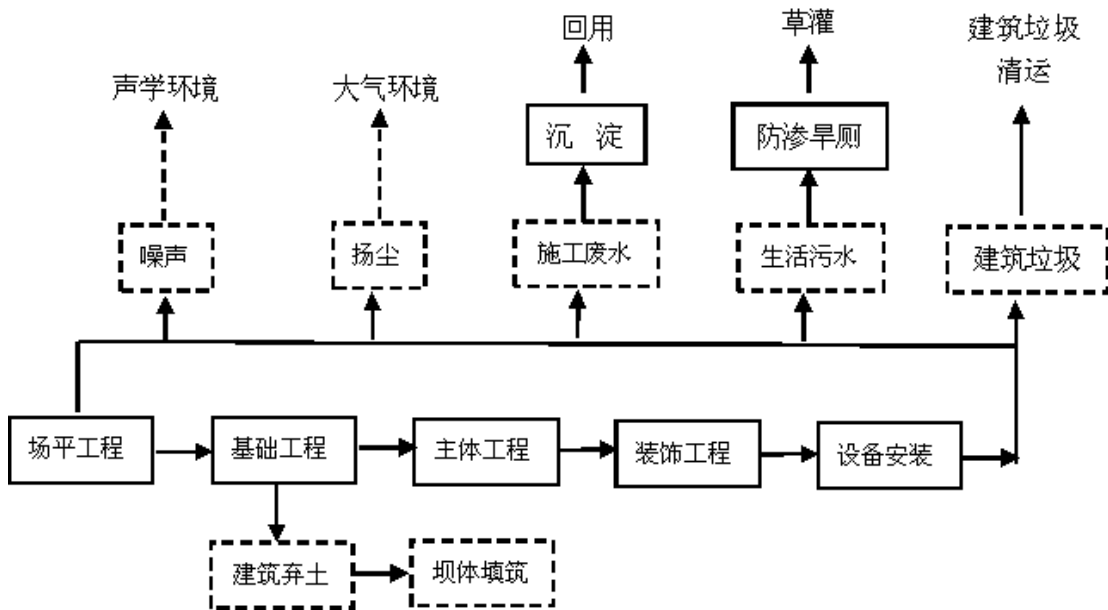 回用
草灌
建筑垃圾
清运
声学环境
大气环境
沉 淀
防渗旱厕
噪声
扬尘
施工废水
生活污水
建筑垃圾
场平工程
基础工程
主体工程
装饰工程
设备安装
建筑弃土
坝体填筑